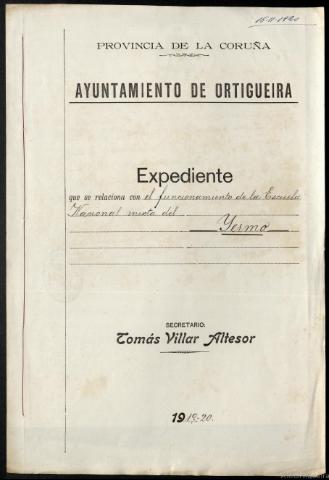 16-11-1920
PROVINCIA DE LA CORUÑA
AYUNTAMIENTO DE ORTIGUEIRA
Expediente
que se relaciona con el funcionamiento de la Escuela
Nacional mixta del
Yermo
SECRETARIO:
Tomás Villar Altesor
1919-20.